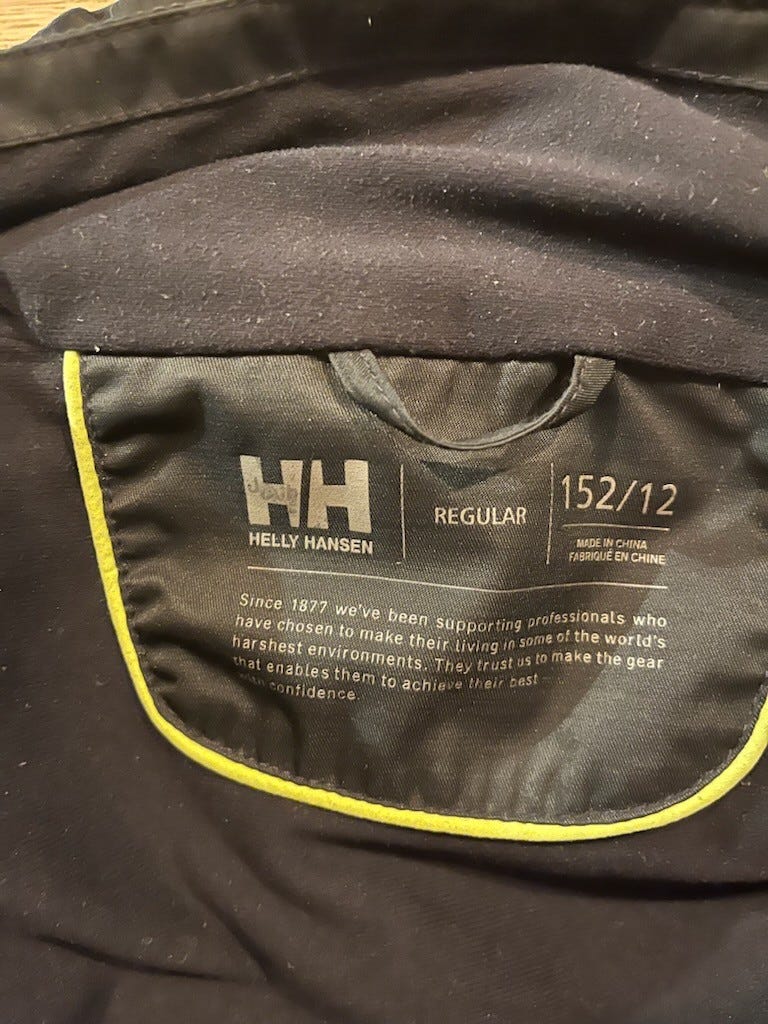 HH
HELLY HANSEN
REGULAR
152/12
MADE IN CHINA
FABRIQUÉ EN CHINE
Since 1877 we've been supporting professionals who
have chosen to make their living in some of the world's
harshest environments. They trust us to make the gear
that enables them to achieve their best
confidence.